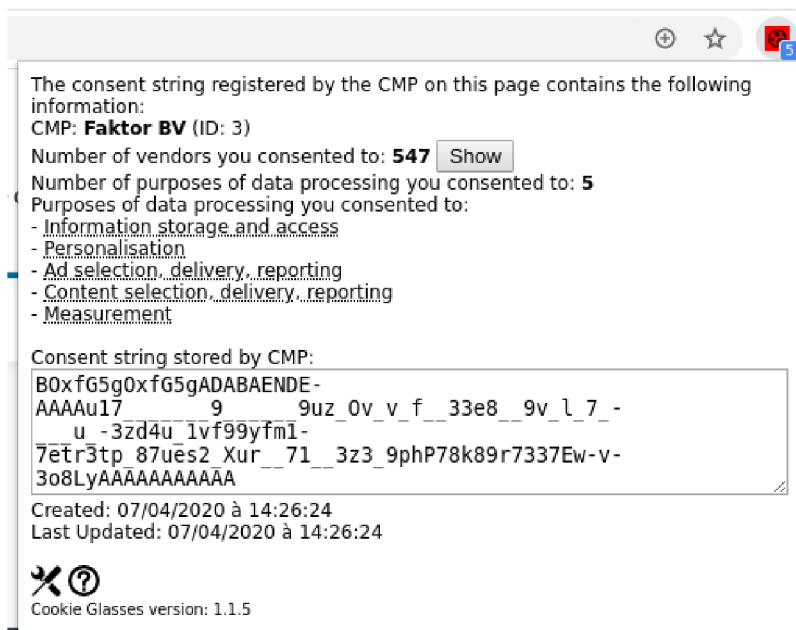 5
The consent string registered by the CMP on this page contains the following
information:
CMP: Faktor BV (ID: 3)
Number of vendors you consented to: 547 Show
Number of purposes of data processing you consented to: 5
Purposes of data processing you consented to:
- Information storage and access
- Personalisation
- Ad selection, delivery, reporting
- Content selection, delivery, reporting
- Measurement
Consent string stored by CMP:
BOxfG5gOxfG5gADABAENDE-
AAAAu17_______9______9uz_Ov_v_f__33e8__9v_l_7_-
___u_-3zd4u_1vf99yfm1-
7etr3tp_87ues2_Xur__71__3z3_9phP78k89r7337Ew-v-
3o8LyAAAAAAAAAAA
Created: 07/04/2020 à 14:26:24
Last Updated: 07/04/2020 à 14:26:24
Cookie Glasses version: 1.1.5